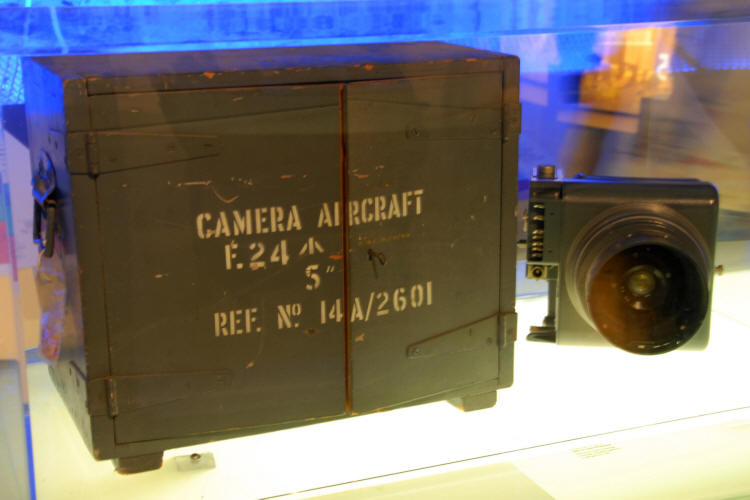 CAMERA AIRCRAFT
F.24
5"
REF. Nº 14A/2601